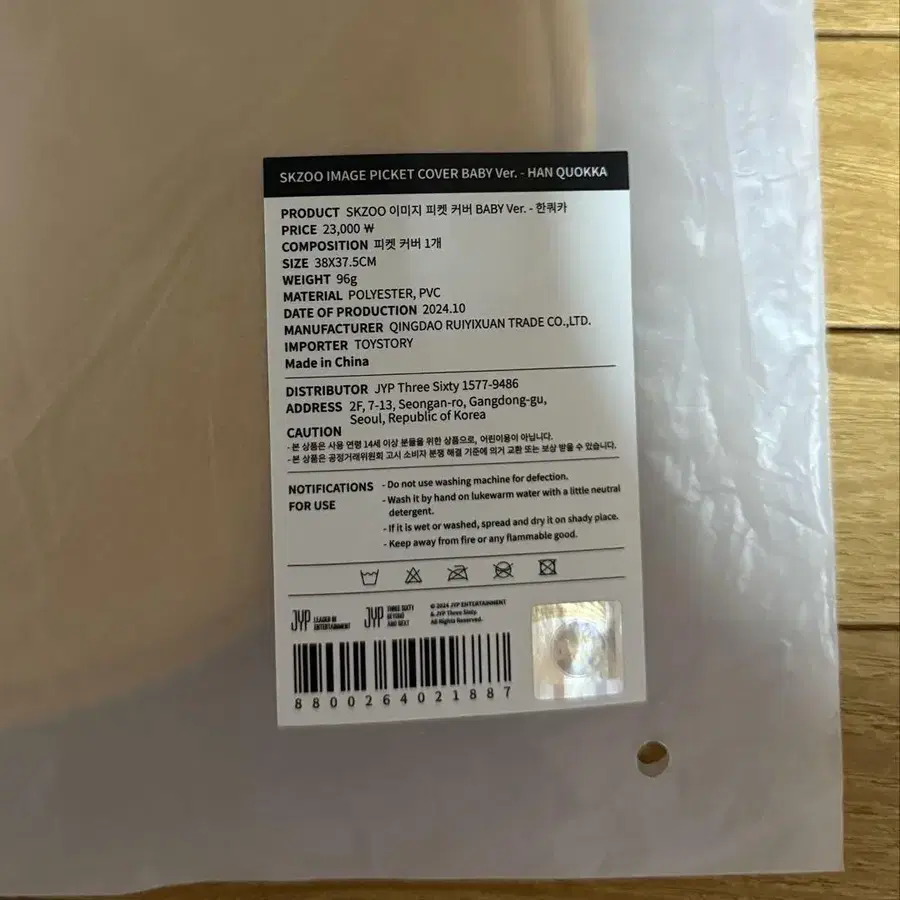 SKZOO IMAGE PICKET COVER BABY Ver. - HAN QUOKKA
PRODUCT SKZOO 이미지 피켓 커버 BABY Ver. - 한쿼카
PRICE 23,000 ₩
COMPOSITION 피켓 커버 1개
SIZE 38X37.5CM
WEIGHT 96g
MATERIAL POLYESTER, PVC
DATE OF PRODUCTION 2024.10
MANUFACTURER QINGDAO RUIYIXUAN TRADE CO.,LTD.
IMPORTER TOYSTORY
Made in China
DISTRIBUTOR JYP Three Sixty 1577-9486
ADDRESS 2F, 7-13, Seongan-ro, Gangdong-gu,
Seoul, Republic of Korea
CAUTION
- 본 상품은 사용 연령 14세 이상 분들을 위한 상품으로, 어린이용이 아닙니다.
- 본 상품은 공정거래위원회 고시 소비자 분쟁 해결 기준에 의거 교환 또는 보상 받을 수 있습니다.
NOTIFICATIONS FOR USE
- Do not use washing machine for defection.
- Wash it by hand on lukewarm water with a little neutral
detergent.
- If it is wet or washed, spread and dry it on shady place.
- Keep away from fire or any flammable good.
JYP LEADER IN
ENTERTAINMENT
JYP THREE SIXTY
BEYOND
AND NEXT
© 2024 JYP ENTERTAINMENT
& JYP Three Sixty.
All Rights Reserved.
8800264021887